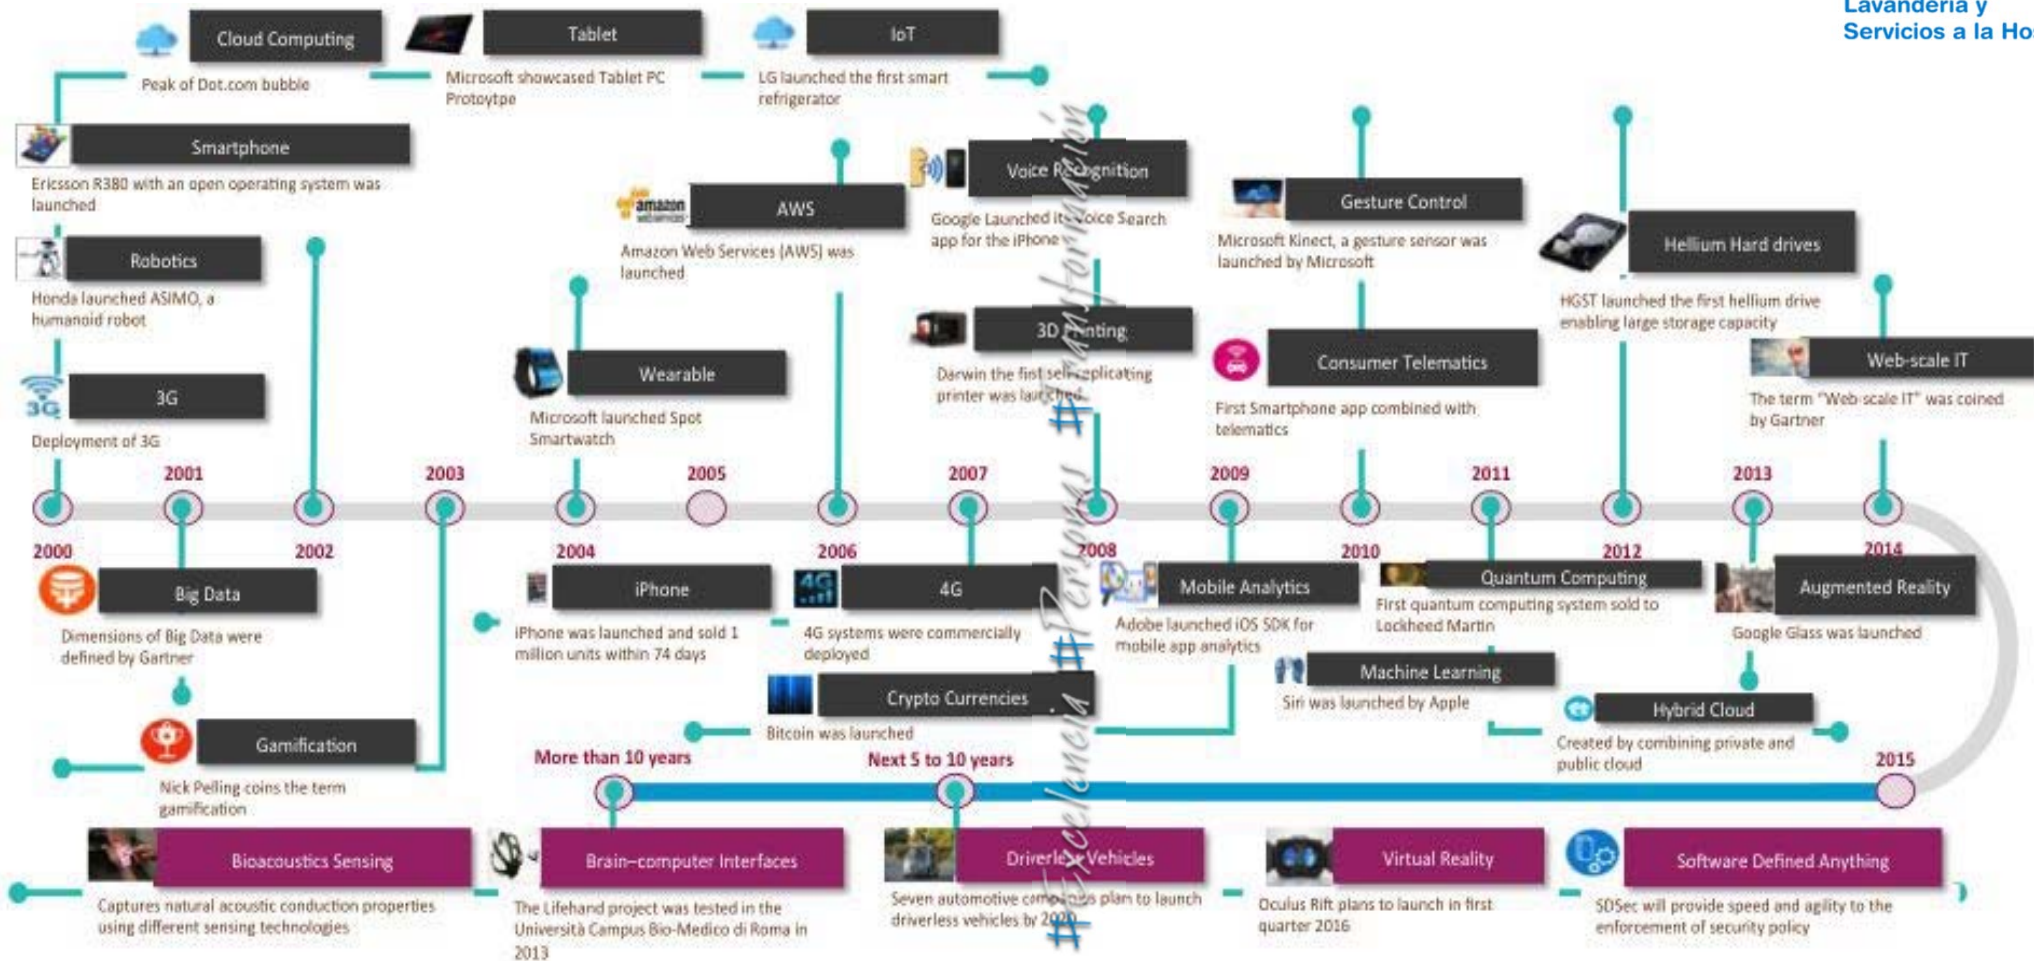 Lavandería y
Servicios a la Hos
Cloud Computing
Peak of Dot.com bubble
Tablet
Microsoft showcased Tablet PC
Protoytpe
IoT
LG launched the first smart
refrigerator
Smartphone
Ericsson R380 with an open operating system was
launched
Robotics
Honda launched ASIMO, a
humanoid robot
3G
3G
Deployment of 3G
Wearable
Microsoft launched Spot
Smartwatch
amazon
webservices
AWS
Amazon Web Services (AWS) was
launched
Voice Recognition
Google Launched its Voice Search
app for the iPhone
3D Printing
Darwin the fist self-replicating
printer was launched
Gesture Control
Microsoft Kinect, a gesture sensor was
launched by Microsoft
Consumer Telematics
First Smartphone app combined with
telematics
Hellium Hard drives
HGST launched the first hellium drive
enabling large storage capacity
Web-scale IT
The term "Web-scale IT" was coined
by Gartner
2001
2003
2005
2007
2009
2011
2013
2000
2002
2004
2006
2008
2010
2012
2014
Big Data
Dimensions of Big Data were
defined by Gartner
Gamification
Nick Pelling coins the term
gamification
iPhone
iPhone was launched and sold 1
million units within 74 days
4G
4G
4G systems were commercially
deployed
Crypto Currencies
Bitcoin was launched
Mobile Analytics
Adobe launched iOS SDK for
mobile app analytics
Quantum Computing
First quantum computing system sold to
Lockheed Martin
Machine Learning
Siri was launched by Apple
Augmented Reality
Google Glass was launched
Hybrid Cloud
Created by combining private and
public cloud
More than 10 years
Next 5 to 10 years
2015
Bioacoustics Sensing
Captures natural acoustic conduction properties
using different sensing technologies
Brain–computer Interfaces
The Lifehand project was tested in the
Università Campus Bio-Medico di Roma in
2013
Driverless Vehicles
Seven automotive companies plan to launch
driverless vehicles by 2020
Virtual Reality
Oculus Rift plans to launch in first
quarter 2016
Software Defined Anything
SDSec will provide speed and agility to the
enforcement of security policy
#Excelencia #Personas #transformación